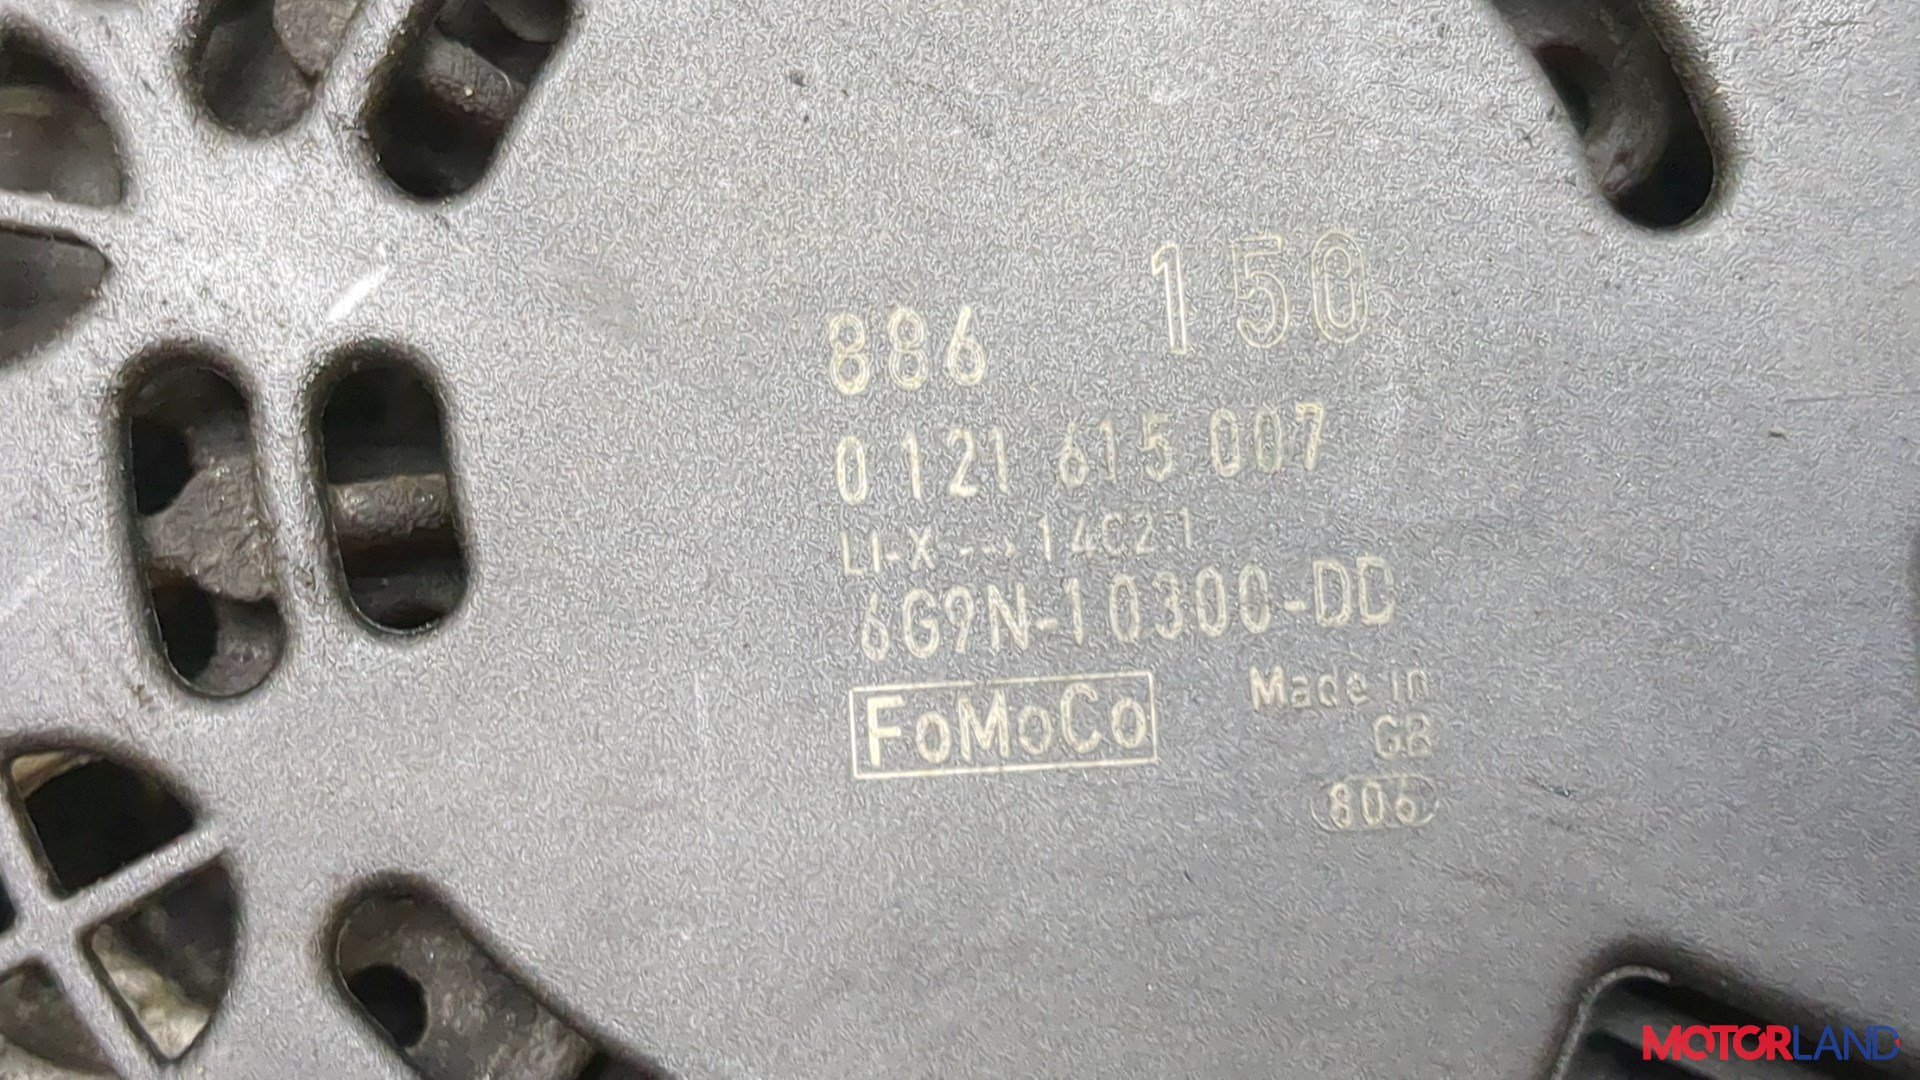 886 150
0 121 615 007
LI-X --> 14C21
6G9N-10300-DD
FoMoCo
Made in
GB
806
MOTORLAND